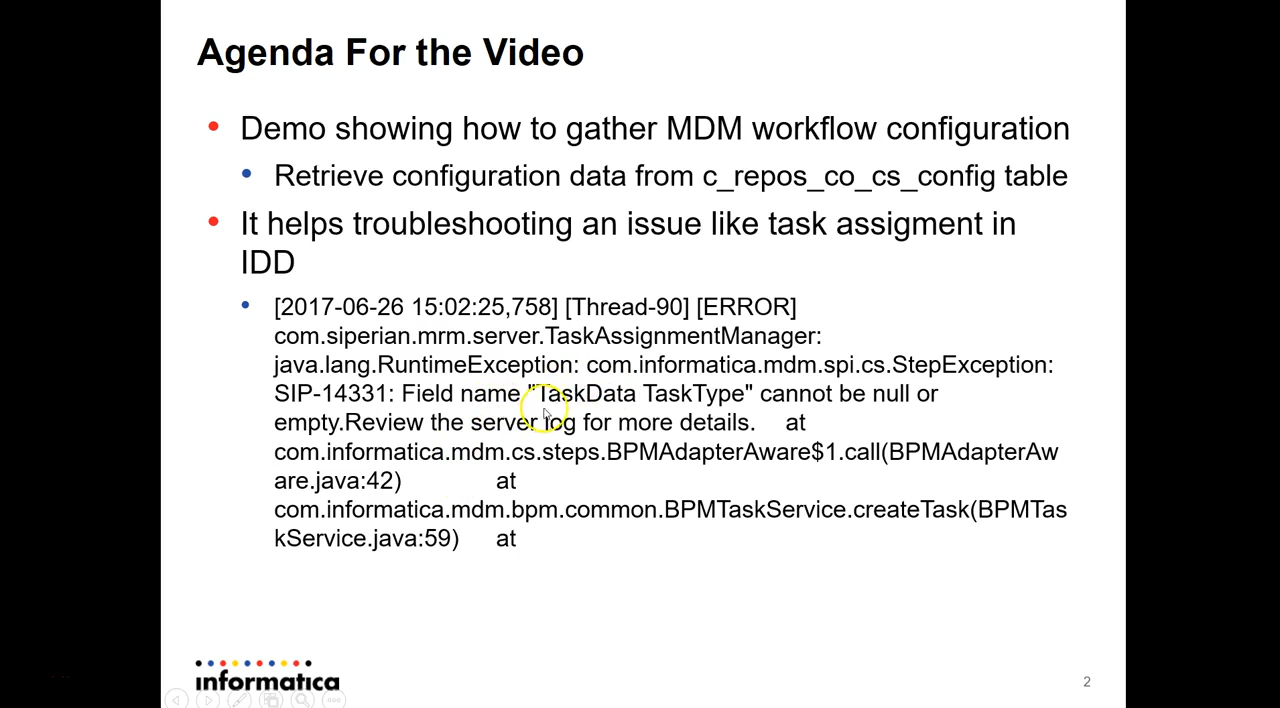 Agenda For the Video
Demo showing how to gather MDM workflow configuration
Retrieve configuration data from c_repos_co_cs_config table
It helps troubleshooting an issue like task assigment in
IDD
[2017-06-26 15:02:25,758] [Thread-90] [ERROR]
com.siperian.mrm.server.TaskAssignmentManager:
java.lang.RuntimeException: com.informatica.mdm.spi.cs.StepException:
SIP-14331: Field name "TaskData TaskType" cannot be null or
empty.Review the server log for more details. at
com.informatica.mdm.cs.steps.BPMAdapterAware$1.call(BPMAdapterAw
are.java:42) at
com.informatica.mdm.bpm.common.BPMTaskService.createTask(BPMTas
kService.java:59) at
informatica
2